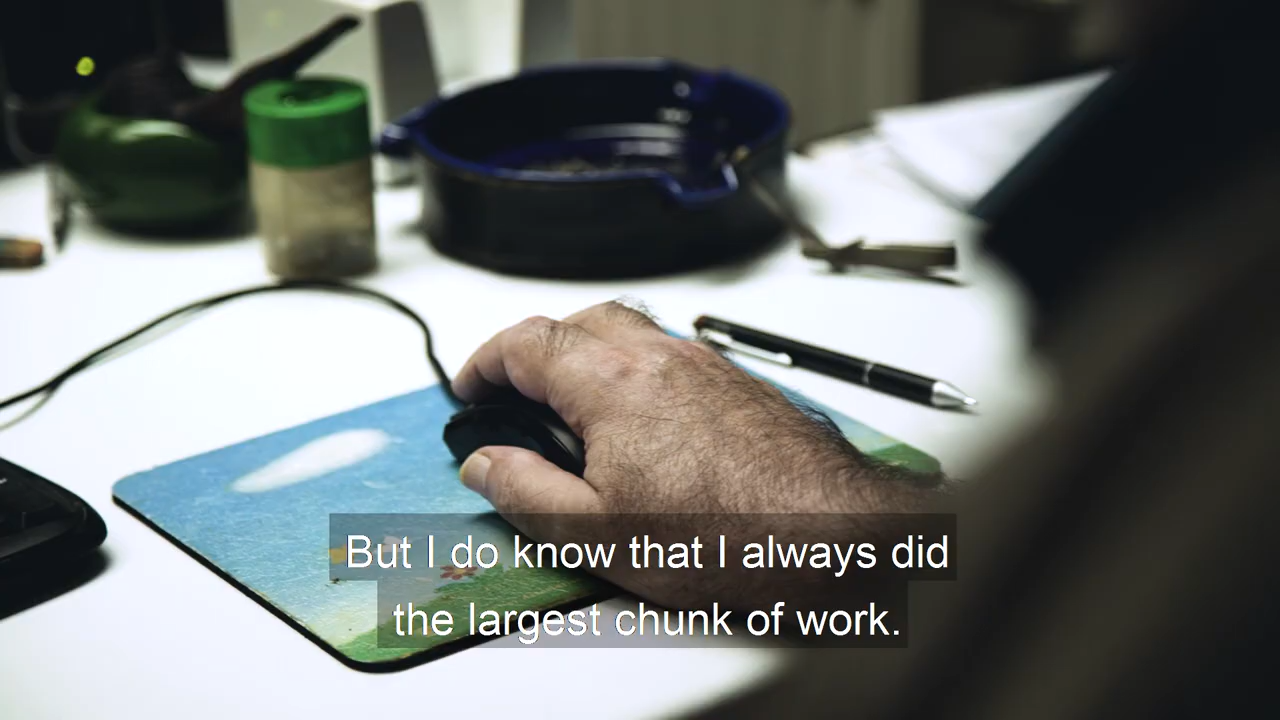 But I do know that I always did
the largest chunk of work.